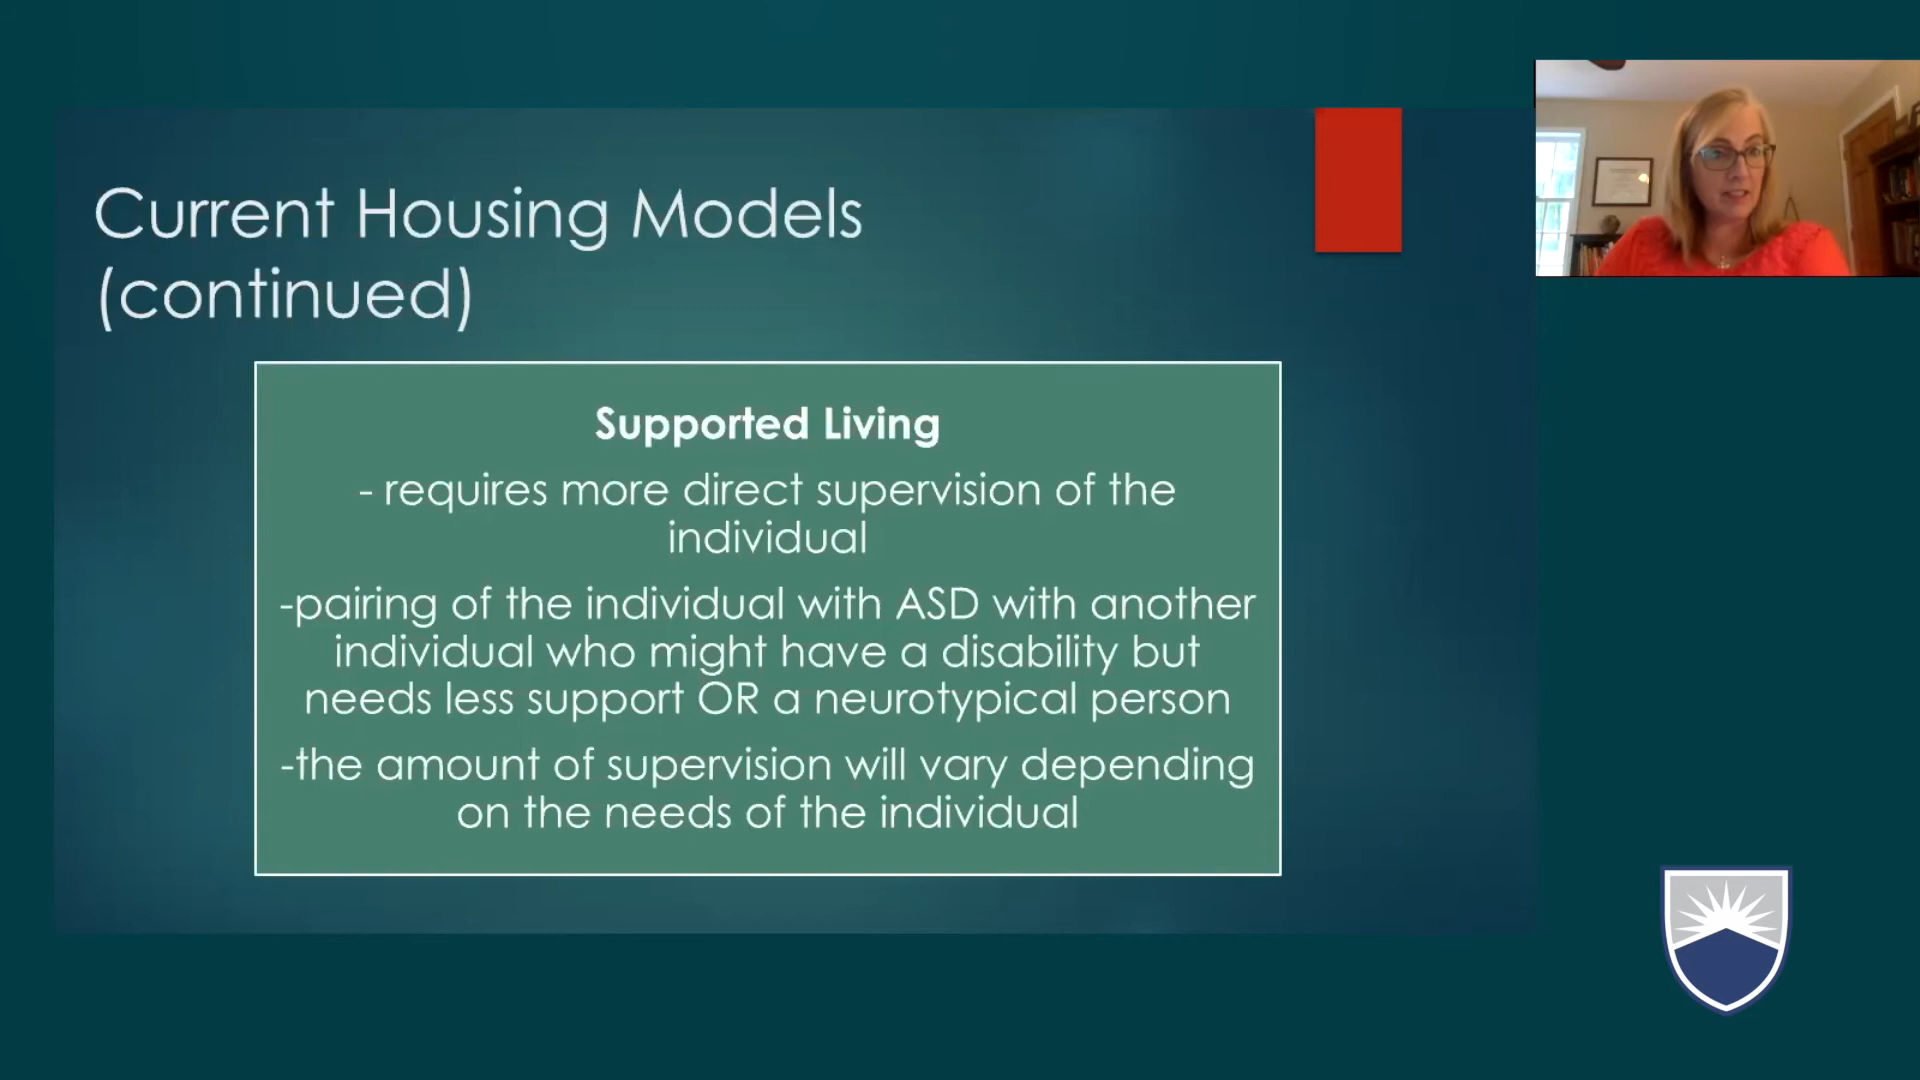 Current Housing Models
(continued)
Supported Living
- requires more direct supervision of the
individual
-pairing of the individual with ASD with another
individual who might have a disability but
needs less support OR a neurotypical person
-the amount of supervision will vary depending
on the needs of the individual